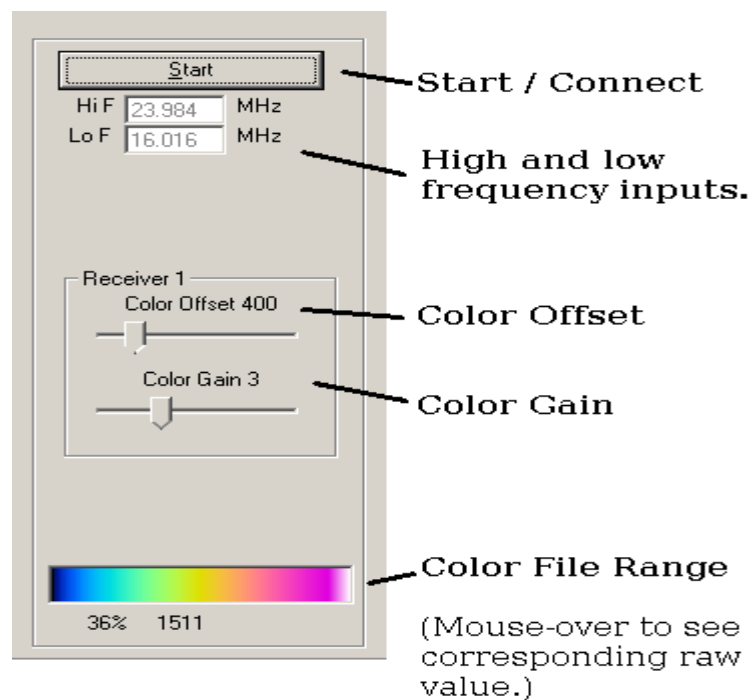 Start
Start / Connect
Hi F 23.984 MHz
Lo F 16.016 MHz
High and low
frequency inputs.
Receiver 1
Color Offset 400
Color Offset
Color Gain 3
Color Gain
Color File Range
36% 1511
(Mouse-over to see
corresponding raw
value.)